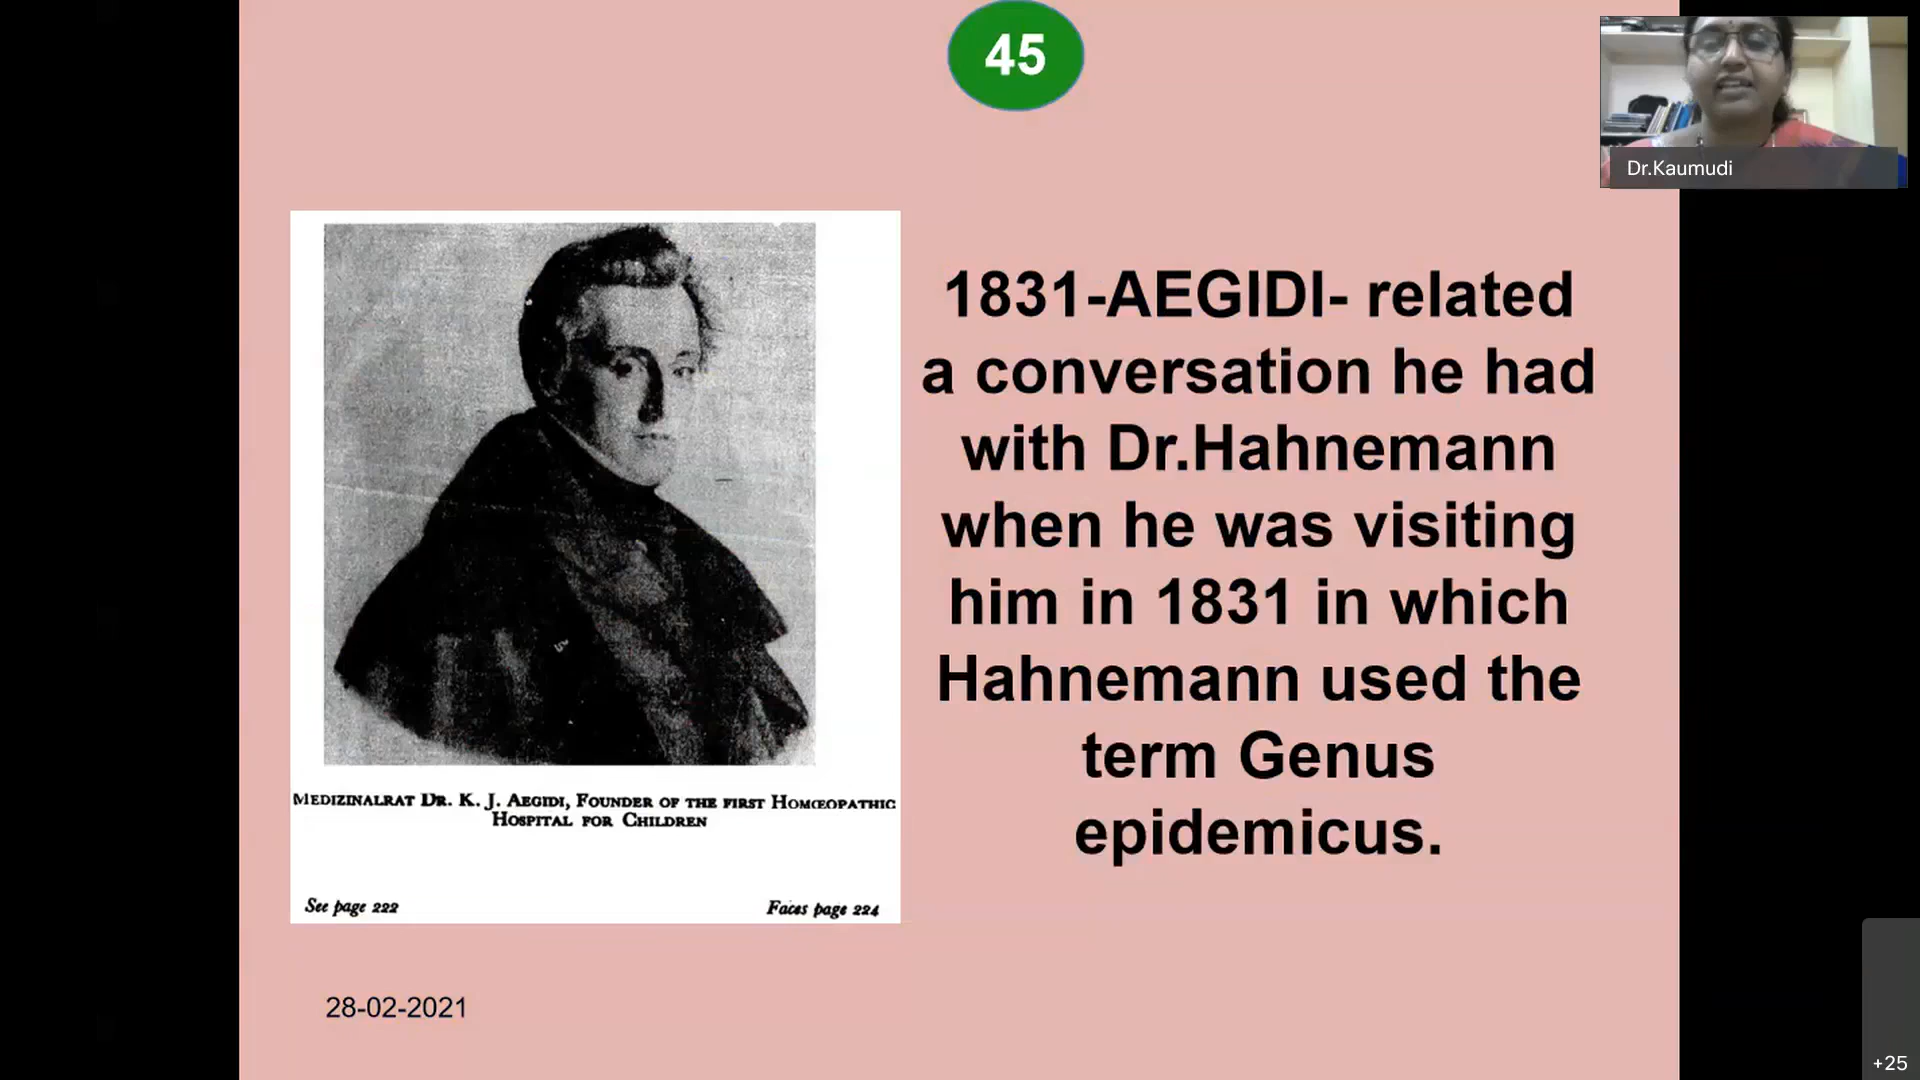 45
Dr.Kaumudi
1831-AEGIDI- related
a conversation he had
with Dr.Hahnemann
when he was visiting
him in 1831 in which
Hahnemann used the
term Genus
epidemicus.
MEDIZINALRAT DR. K. J. AEGIDI, FOUNDER OF THE FIRST HOMŒOPATHIC
HOSPITAL FOR CHILDREN
See page 222
Faces page 224
28-02-2021
+25